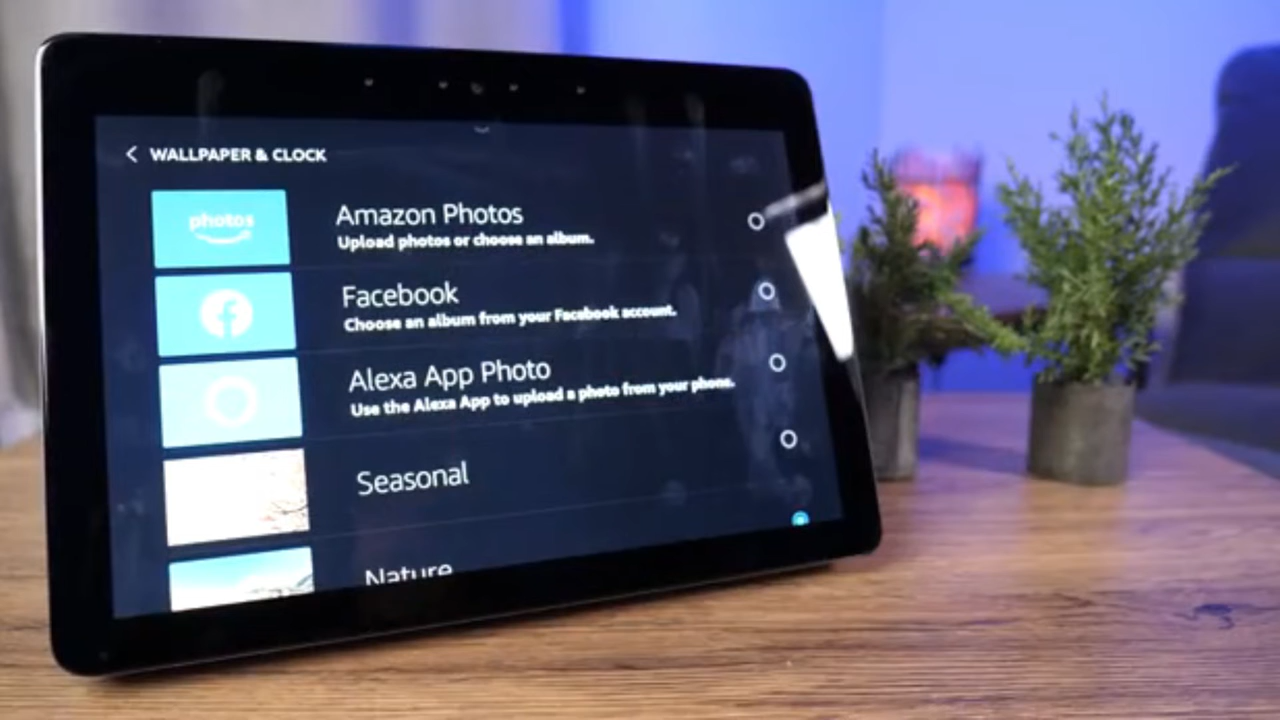 WALLPAPER & CLOCK
photos
Amazon Photos
Upload photos or choose an album.
Facebook
Choose an album from your Facebook account.
Alexa App Photo
Use the Alexa App to upload a photo from your phone.
Seasonal
Nature